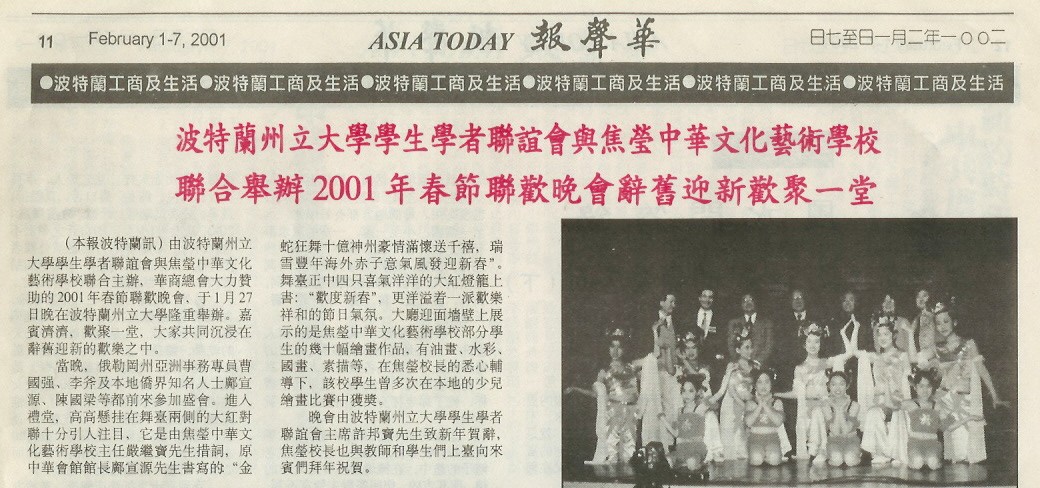 11 February 1-7, 2001 ASIA TODAY 報聲華 日七至日一月二年一○○二
●波特蘭工商及生活●波特蘭工商及生活●波特蘭工商及生活●波特蘭工商及生活●波特蘭工商及生活●波特蘭工商及生活
波特蘭州立大學學生學者聯誼會與焦瑩中華文化藝術學校
聯合舉辦 2001 年春節聯歡晚會辭舊迎新歡聚一堂
（本報波特蘭訊）由波特蘭州立
大學學生學者聯誼會與焦瑩中華文化
藝術學校聯合主辦，華商總會大力贊
助的2001年春節聯歡晚會、于1月27
日晚在波特蘭州立大學隆重舉辦。嘉
賓濟濟，歡聚一堂，大家共同沉浸在
辭舊迎新的歡樂之中。
當晚，俄勒岡州亞洲事務專員曹
國强、李斧及本地僑界知名人士鄺宣
源、陳國梁等都前來參加盛會。進入
禮堂，高高懸挂在舞臺兩側的大紅對
聯十分引人注目，它是由焦瑩中華文
化藝術學校主任嚴繼寶先生措詞，原
中華會館館長鄺宣源先生書寫的“金
蛇狂舞十億神州豪情滿懷送千禧，瑞
雪豐年海外赤子意氣風發迎新春”。
舞臺正中四只喜氣洋洋的大紅燈籠上
書：“歡度新春”，更洋溢着一派歡樂
祥和的節日氣氛。大廳迎面墻壁上展
示的是焦瑩中華文化藝術學校部分學
生的幾十幅繪畫作品，有油畫、水彩、
國畫、素描等，在焦瑩校長的悉心輔
導下，該校學生曾多次在本地的少兒
繪畫比賽中獲獎。
晚會由波特蘭州立大學學生學者
聯誼會主席許邦寶先生致新年賀辭，
焦瑩校長也與教師和學生們上臺向來
賓們拜年祝賀。